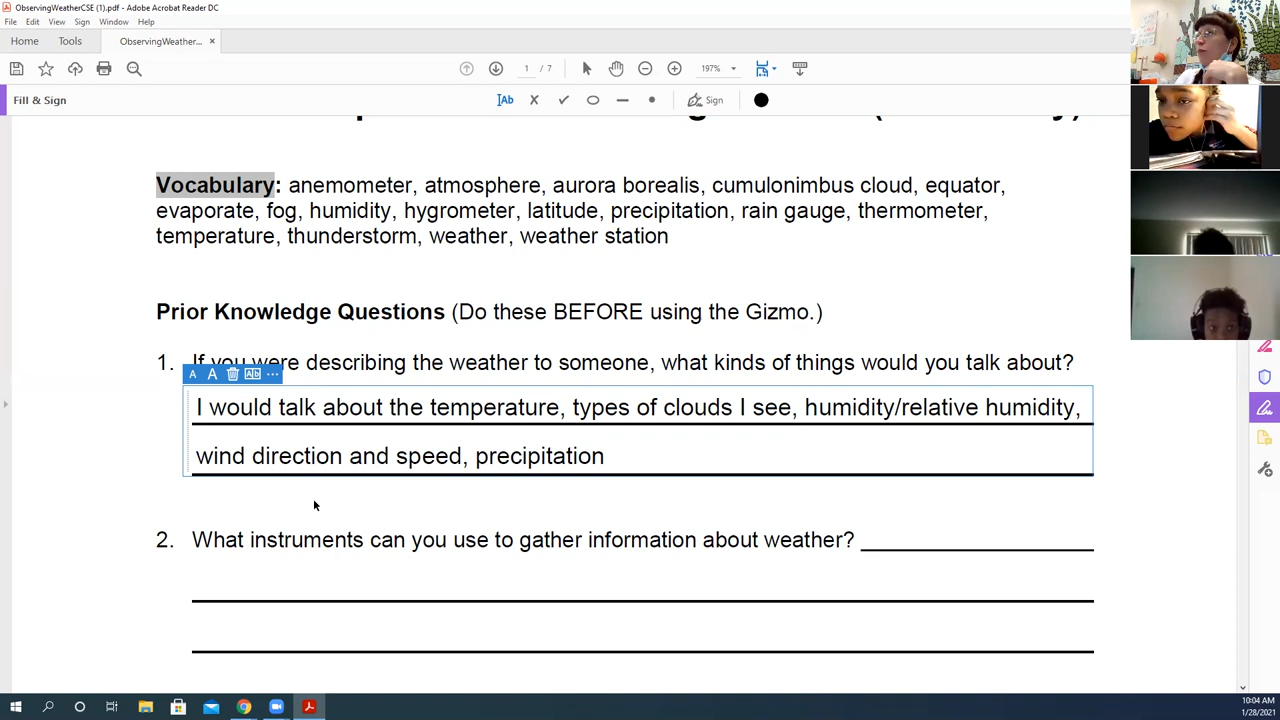 ObservingWeatherCSE (1).pdf - Adobe Acrobat Reader DC
File Edit View Sign Window Help
Home Tools ObservingWeather... ×
1 / 7 197%
Fill & Sign
Ab Sign
Vocabulary: anemometer, atmosphere, aurora borealis, cumulonimbus cloud, equator,
evaporate, fog, humidity, hygrometer, latitude, precipitation, rain gauge, thermometer,
temperature, thunderstorm, weather, weather station
Prior Knowledge Questions (Do these BEFORE using the Gizmo.)
1. If you were describing the weather to someone, what kinds of things would you talk about?
A A Ab ...
I would talk about the temperature, types of clouds I see, humidity/relative humidity,
wind direction and speed, precipitation
2. What instruments can you use to gather information about weather?
10:04 AM
1/28/2021